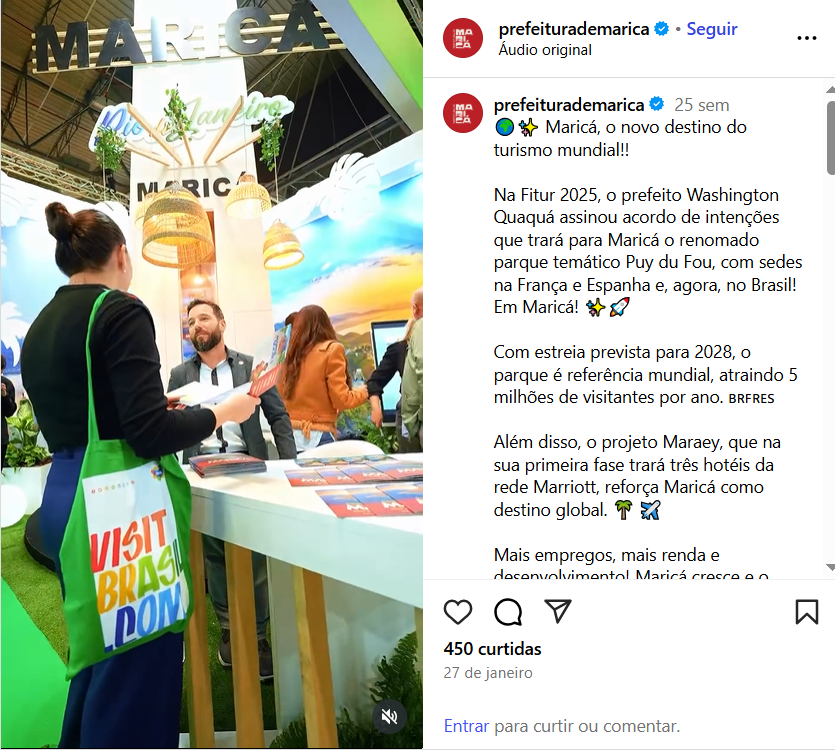 MARICÁ
Rio de Janeiro
MARICÁ
VISIT
BRASIL
.COM
prefeiturademarica • Seguir
Áudio original
prefeiturademarica 25 sem
🌎✨ Maricá, o novo destino do
turismo mundial!!
Na Fitur 2025, o prefeito Washington
Quaquá assinou acordo de intenções
que trará para Maricá o renomado
parque temático Puy du Fou, com sedes
na França e Espanha e, agora, no Brasil!
Em Maricá! ✨🚀
Com estreia prevista para 2028, o
parque é referência mundial, atraindo 5
milhões de visitantes por ano. ʙʀғʀᴇs
Além disso, o projeto Maraey, que na
sua primeira fase trará três hotéis da
rede Marriott, reforça Maricá como
destino global. 🌴 ✈️
Mais empregos, mais renda e
desenvolvimento! Maricá cresce e o
450 curtidas
27 de janeiro
Entrar para curtir ou comentar.